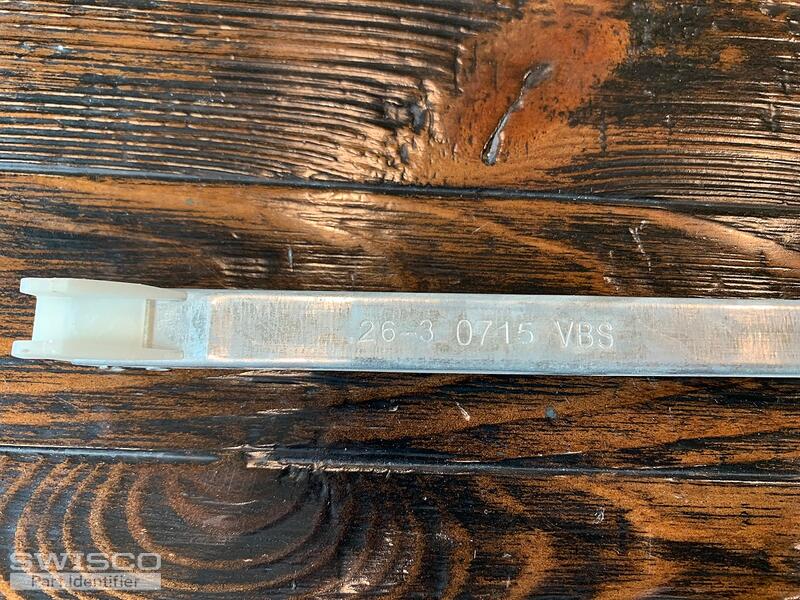 26-3 0715 VBS
SWISCO
Part Identifier